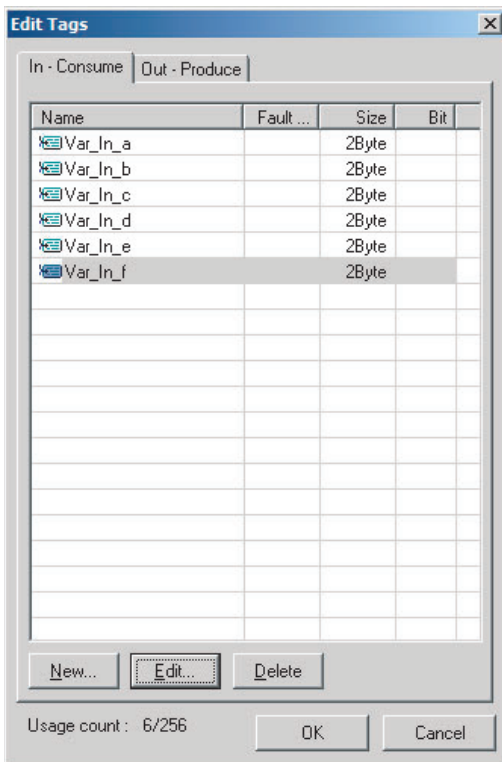 Edit Tags
In - Consume Out - Produce
Name Fault ... Size Bit
Var_In_a 2Byte
Var_In_b 2Byte
Var_In_c 2Byte
Var_In_d 2Byte
Var_In_e 2Byte
Var_In_f 2Byte
New... Edit... Delete
Usage count : 6/256 OK Cancel